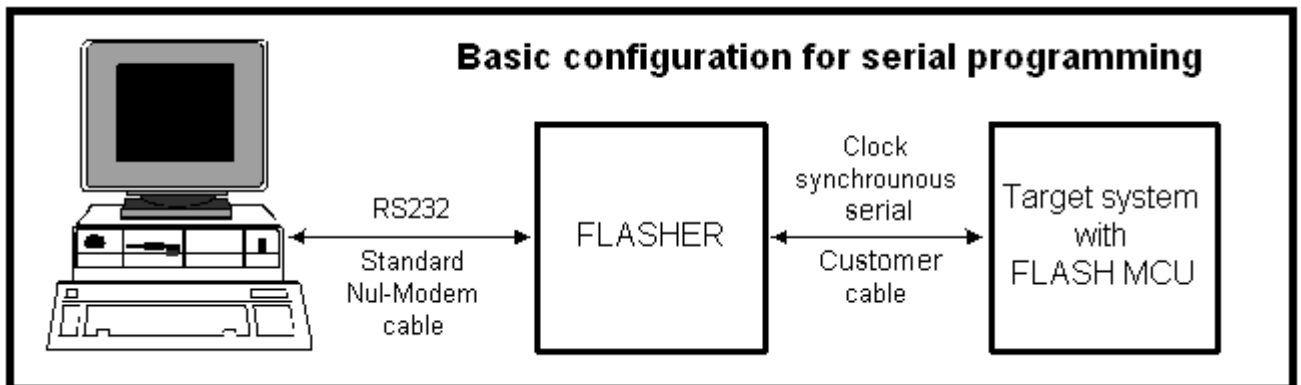 Basic configuration for serial programming
RS232
Standard
Nul-Modem
cable
FLASHER
Clock
synchrounous
serial
Customer
cable
Target system
with
FLASH MCU